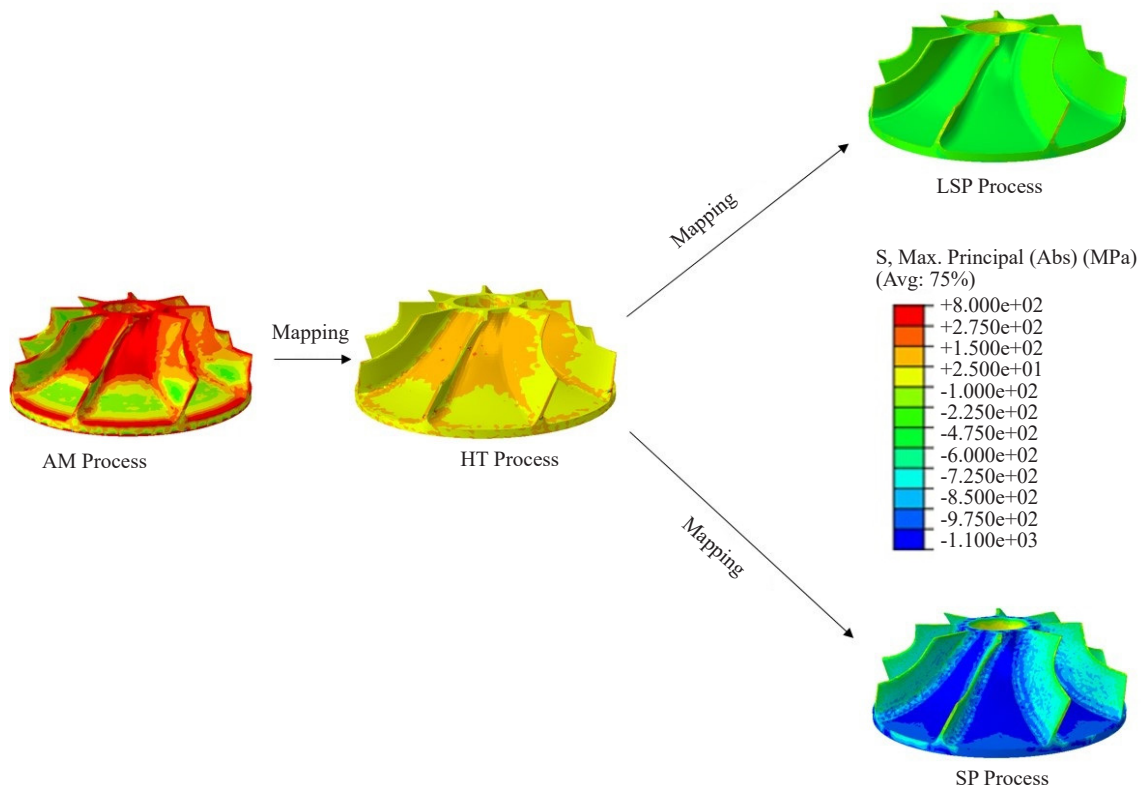 LSP Process
Mapping
S, Max. Principal (Abs) (MPa)
(Avg: 75%)
+8.000e+02
+2.750e+02
+1.500e+02
+2.500e+01
-1.000e+02
-2.250e+02
-4.750e+02
-6.000e+02
-7.250e+02
-8.500e+02
-9.750e+02
-1.100e+03
Mapping
AM Process
HT Process
Mapping
SP Process